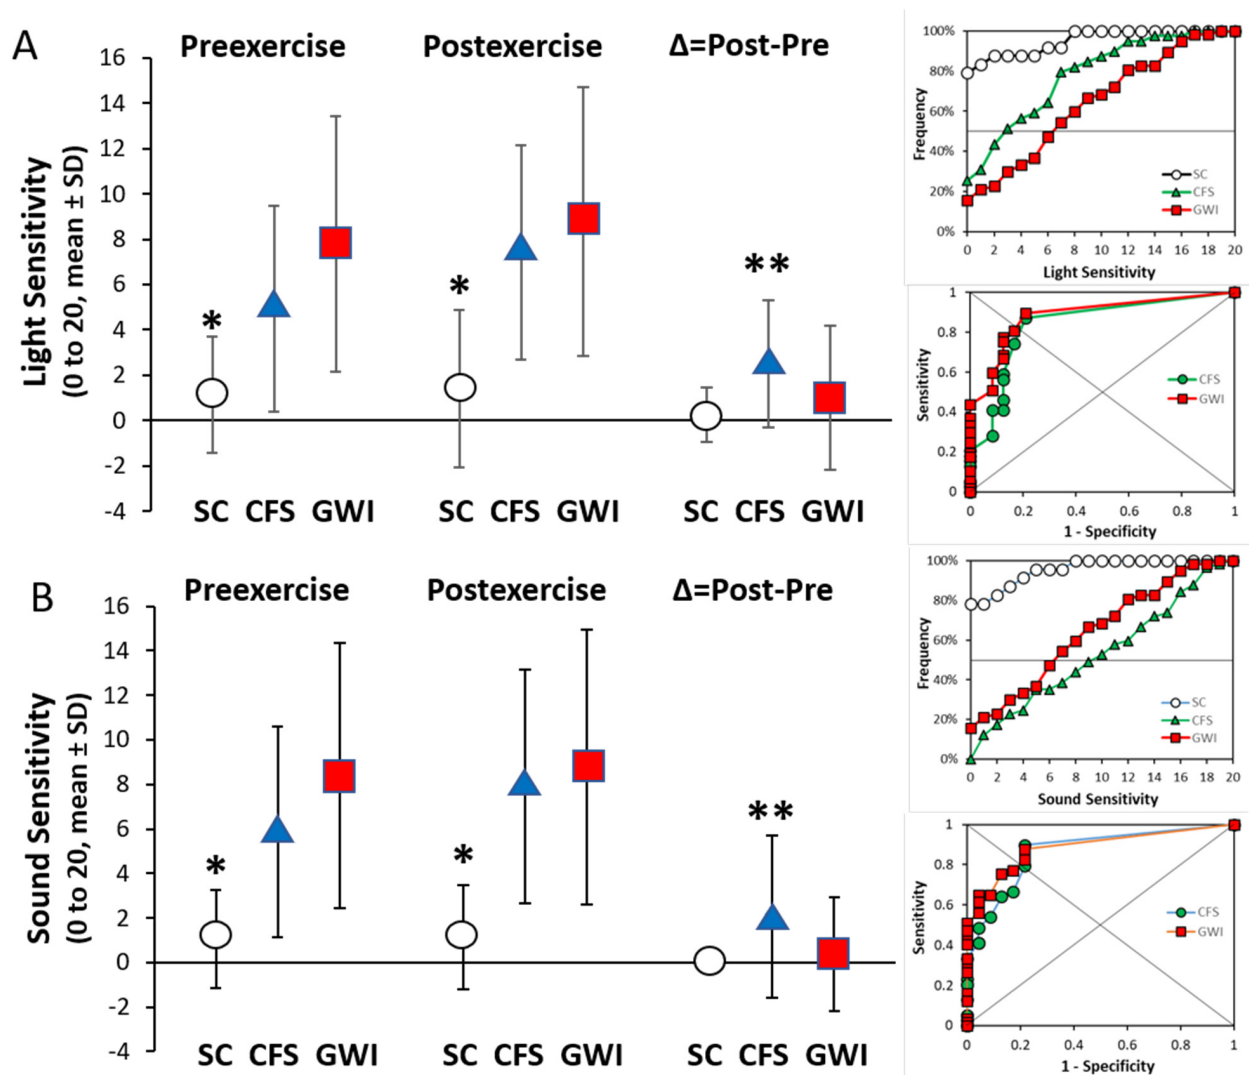 A
Preexercise Postexercise Δ=Post-Pre
Light Sensitivity
(0 to 20, mean ± SD)
16
14
12
10
8
6
4
2
0
-2
-4
*
*
**
SC CFS GWI SC CFS GWI SC CFS GWI
Frequency
100%
80%
60%
40%
20%
0%
SC
CFS
GWI
0 2 4 6 8 10 12 14 16 18 20
Light Sensitivity
Sensitivity
1
0.8
0.6
0.4
0.2
0
CFS
GWI
0 0.2 0.4 0.6 0.8 1
1 - Specificity
B
Preexercise Postexercise Δ=Post-Pre
Sound Sensitivity
(0 to 20, mean ± SD)
16
14
12
10
8
6
4
2
0
-2
-4
*
*
**
SC CFS GWI SC CFS GWI SC CFS GWI
Frequency
100%
80%
60%
40%
20%
0%
SC
CFS
GWI
0 2 4 6 8 10 12 14 16 18 20
Sound Sensitivity
Sensitivity
1
0.8
0.6
0.4
0.2
0
CFS
GWI
0 0.2 0.4 0.6 0.8 1
1 - Specificity